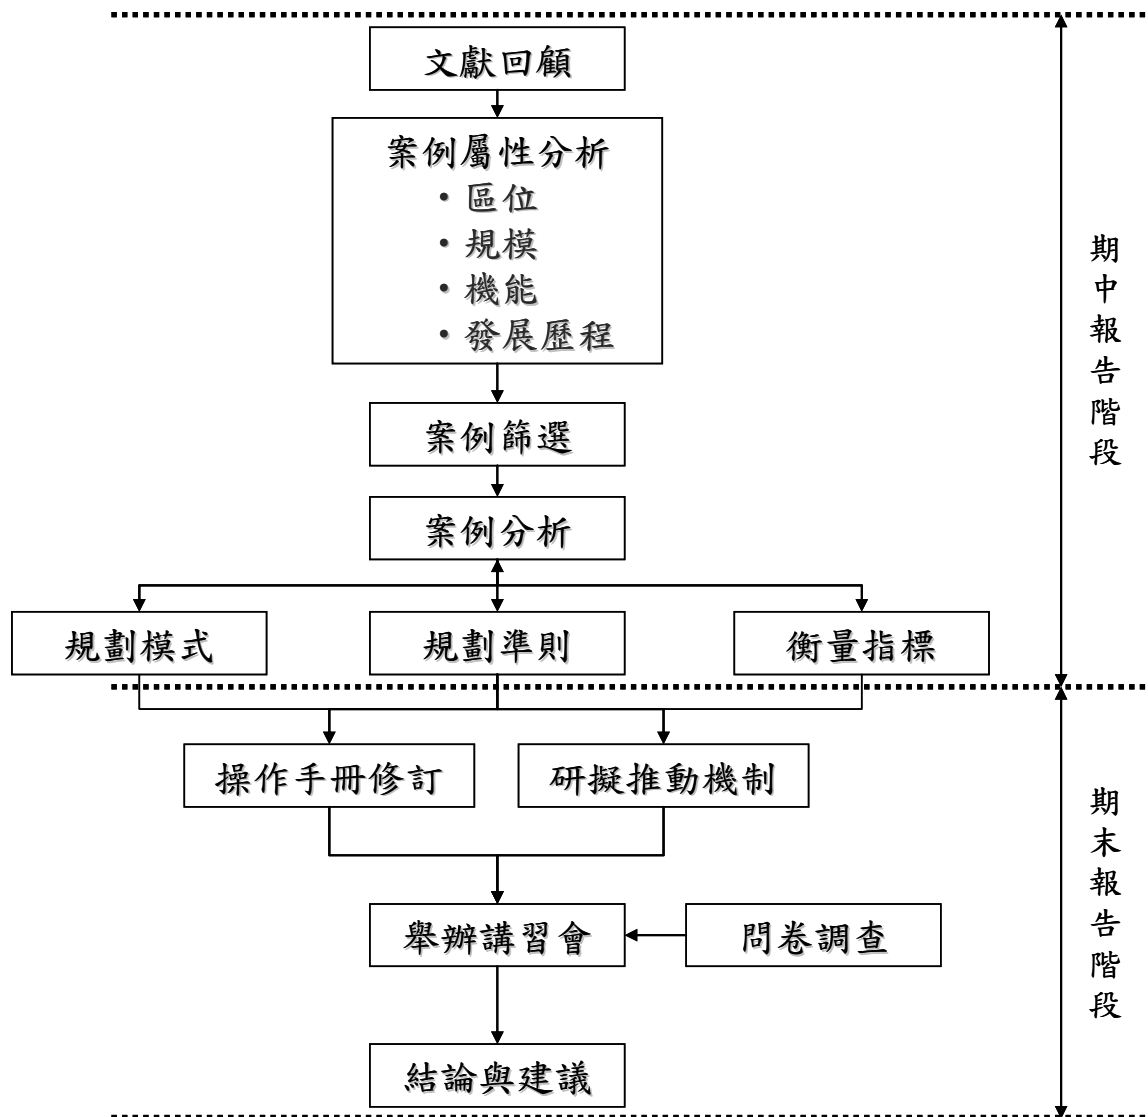 文獻回顧
案例屬性分析
・區位
・規模
・機能
・發展歷程
案例篩選
案例分析
規劃模式
規劃準則
衡量指標
期中報告階段
操作手冊修訂
研擬推動機制
舉辦講習會
問卷調查
結論與建議
期末報告階段